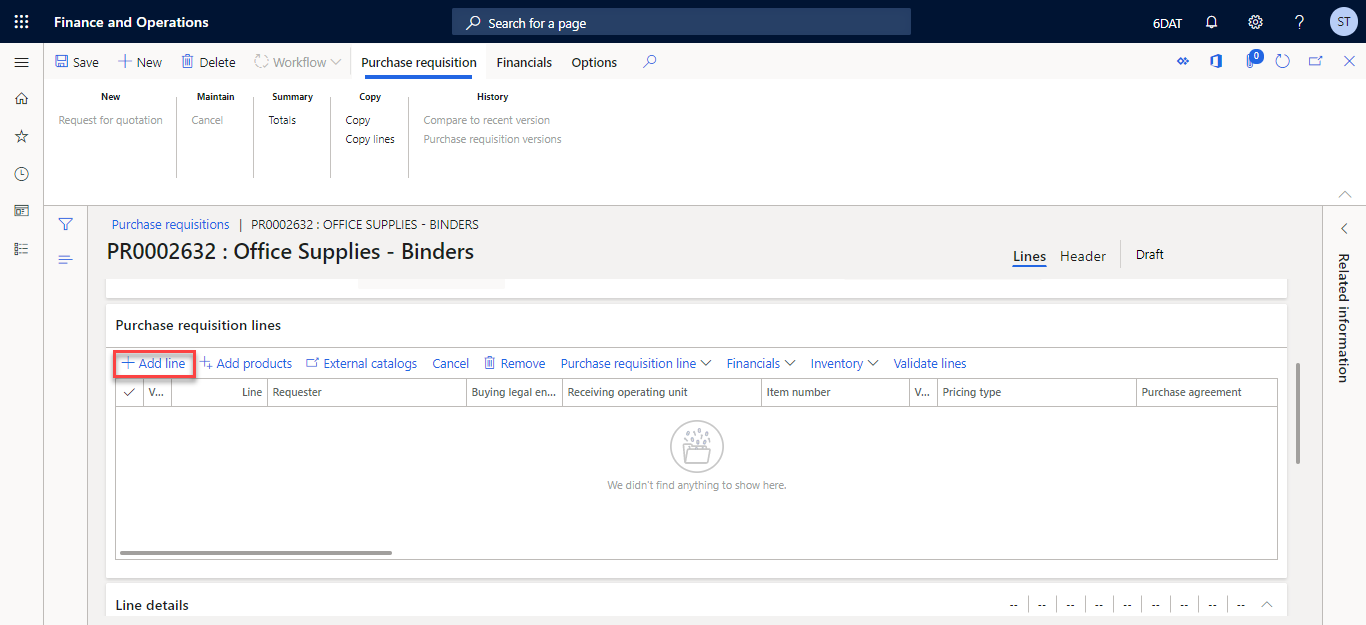 Finance and Operations
Search for a page
6DAT
ST
Save
New
Delete
Workflow
Purchase requisition
Financials
Options
0
New
Request for quotation
Maintain
Cancel
Summary
Totals
Copy
Copy
Copy lines
History
Compare to recent version
Purchase requisition versions
Purchase requisitions | PR0002632 : OFFICE SUPPLIES - BINDERS
PR0002632 : Office Supplies - Binders
Lines
Header
Draft
Related information
Purchase requisition lines
Add line
Add products
External catalogs
Cancel
Remove
Purchase requisition line
Financials
Inventory
Validate lines
V...
Line
Requester
Buying legal en...
Receiving operating unit
Item number
V...
Pricing type
Purchase agreement
We didn't find anything to show here.
Line details
-- -- -- -- -- -- -- -- --